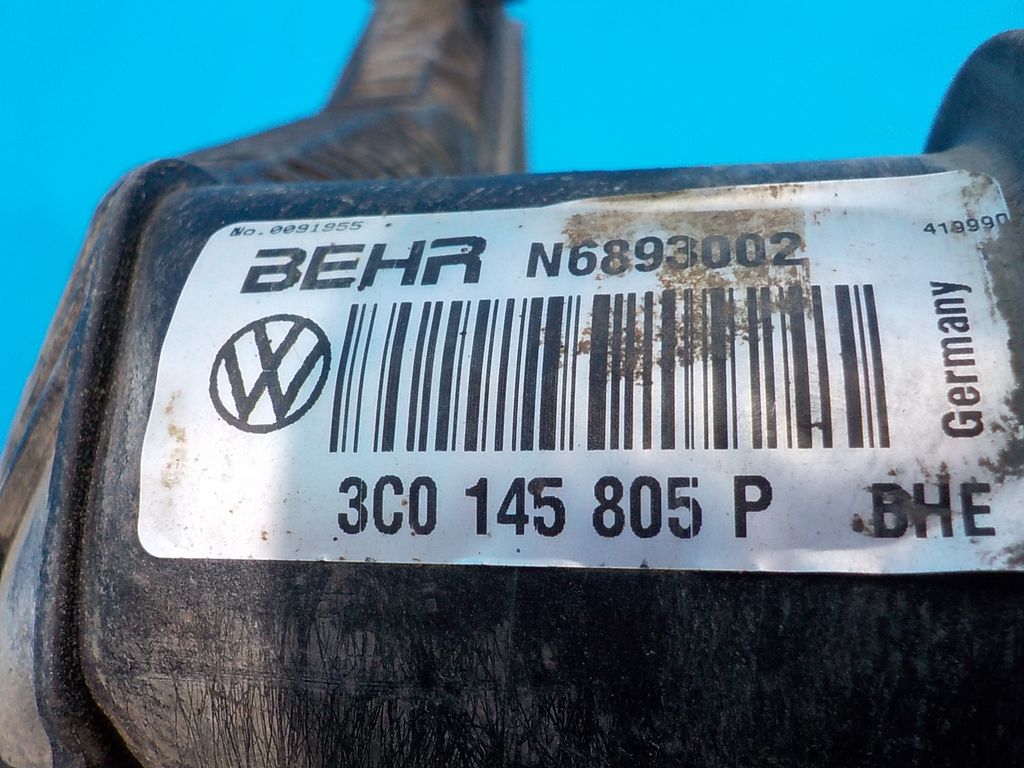 No.0091955
BEHR N6893002
419990
Germany
3C0 145 805 P BHE